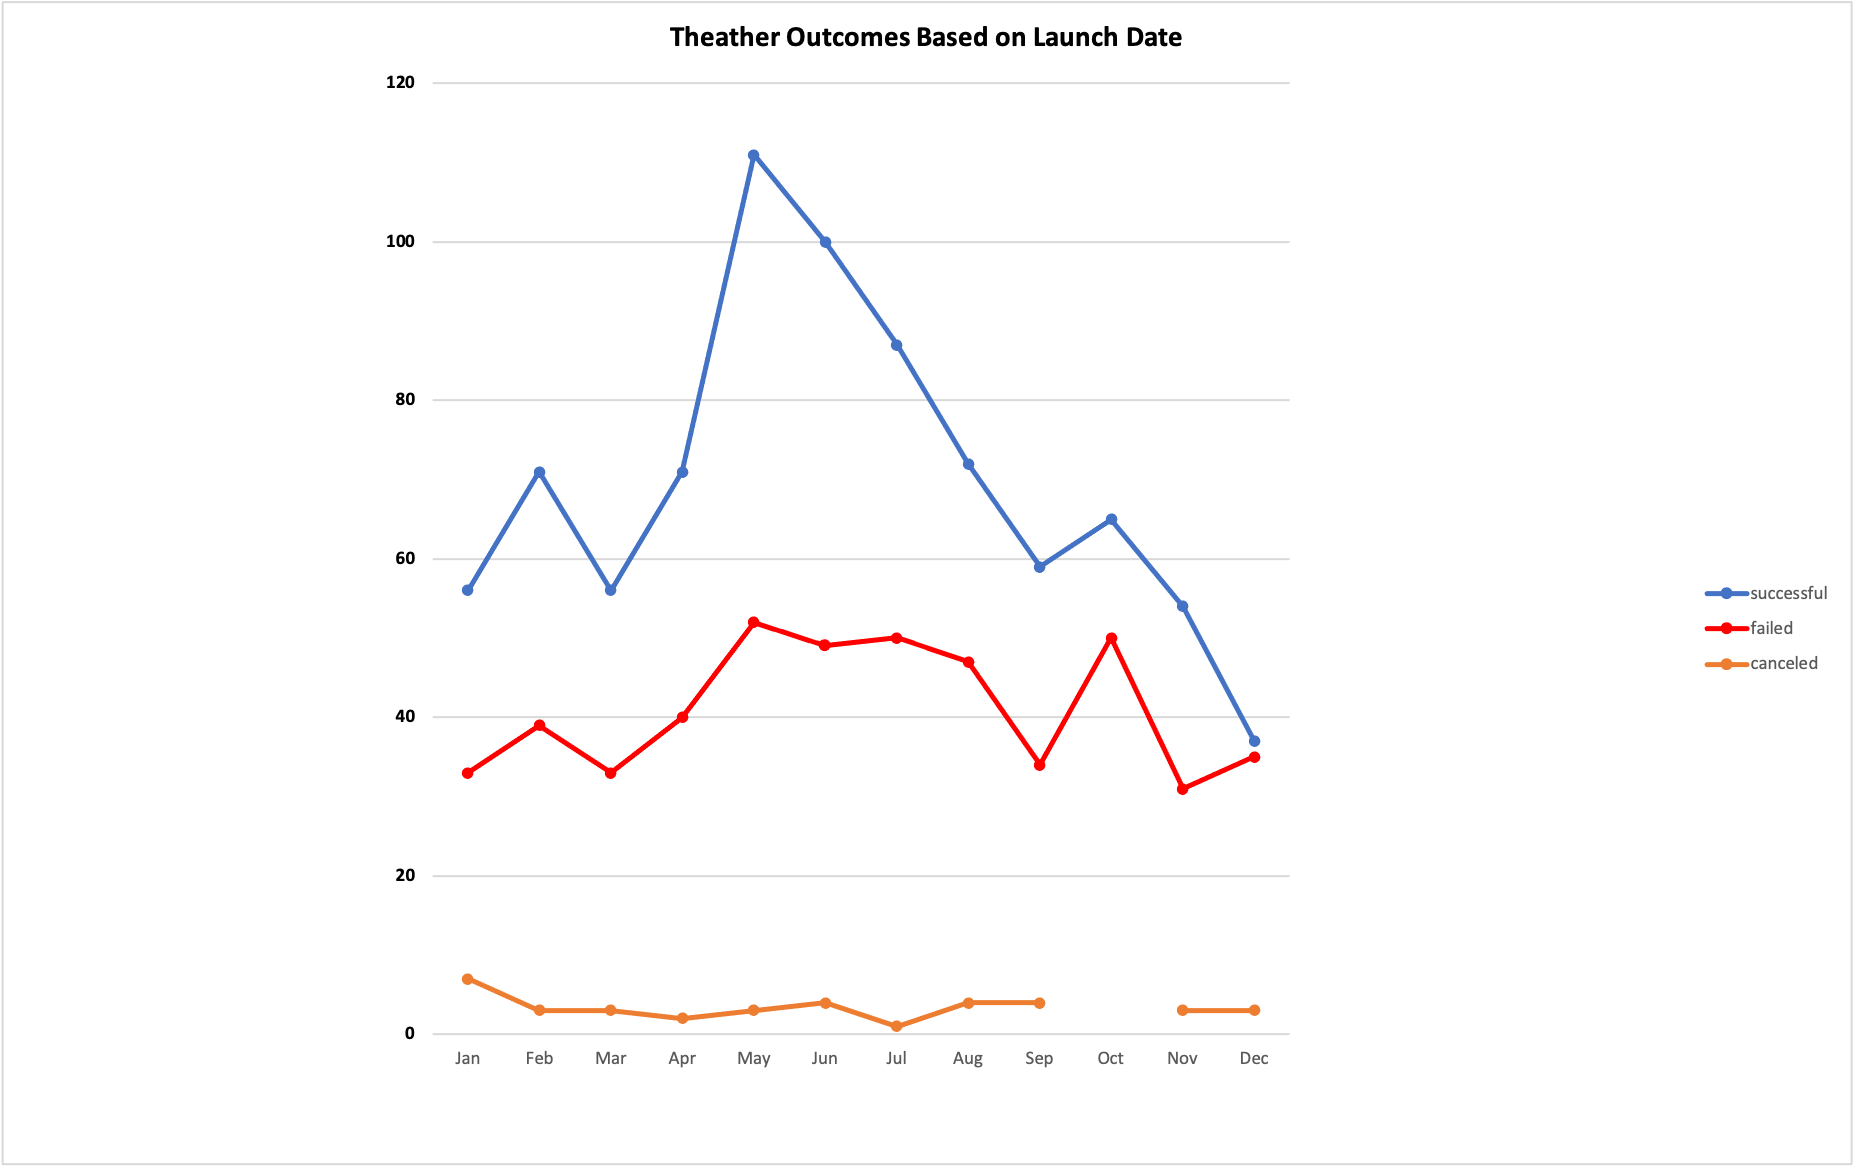 Theather Outcomes Based on Launch Date
120
100
80
60
40
20
0
Jan Feb Mar Apr May Jun Jul Aug Sep Oct Nov Dec
successful
failed
canceled